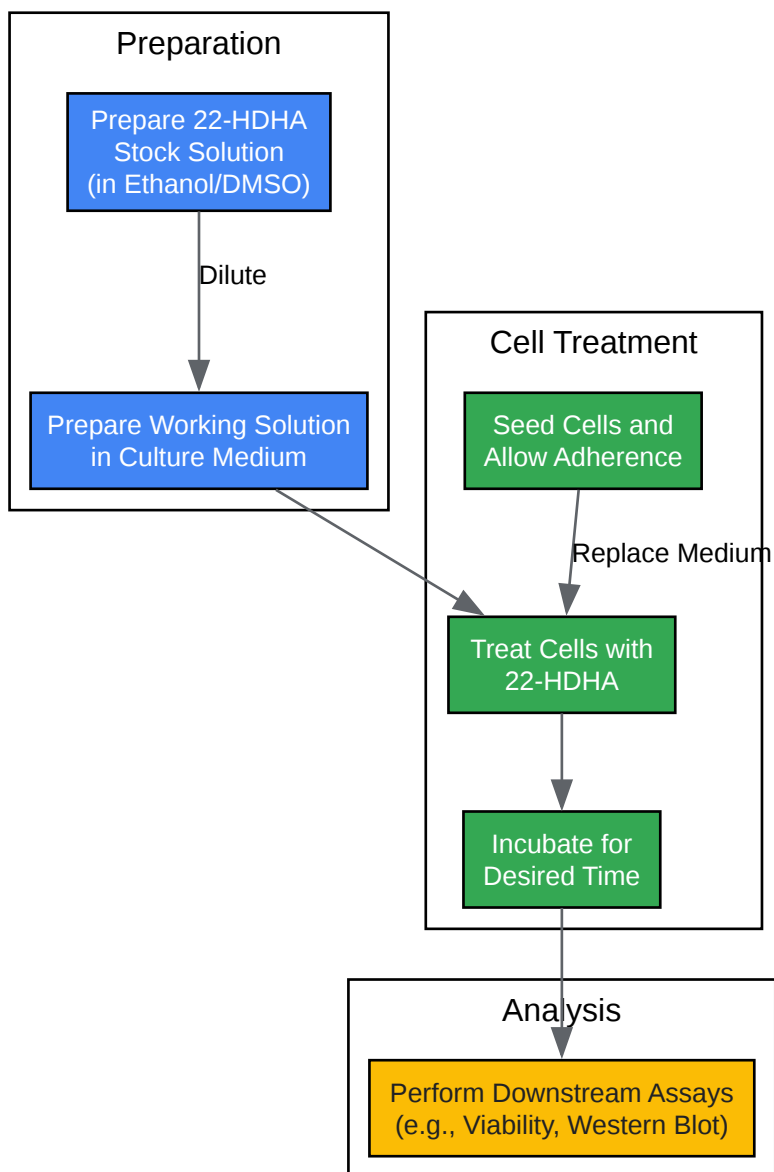 Preparation
Prepare 22-HDHA
Stock Solution
(in Ethanol/DMSO)
Dilute
Prepare Working Solution
in Culture Medium
Cell Treatment
Seed Cells and
Allow Adherence
Replace Medium
Treat Cells with
22-HDHA
Incubate for
Desired Time
Analysis
Perform Downstream Assays
(e.g., Viability, Western Blot)